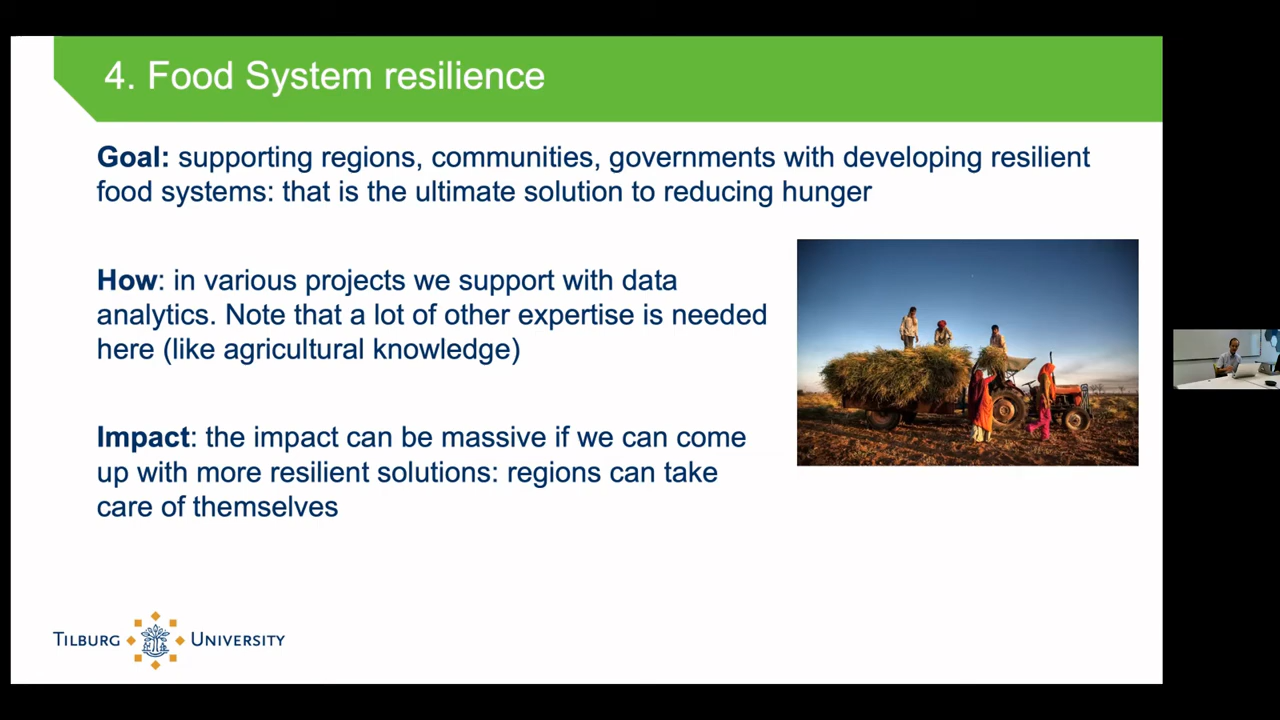 4. Food System resilience
Goal: supporting regions, communities, governments with developing resilient
food systems: that is the ultimate solution to reducing hunger
How: in various projects we support with data
analytics. Note that a lot of other expertise is needed
here (like agricultural knowledge)
Impact: the impact can be massive if we can come
up with more resilient solutions: regions can take
care of themselves
TILBURG UNIVERSITY